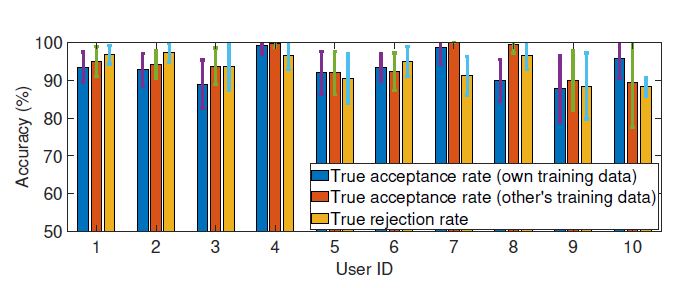 100
90
80
70
60
50
Accuracy (%)
True acceptance rate (own training data)
True acceptance rate (other's training data)
True rejection rate
1 2 3 4 5 6 7 8 9 10
User ID